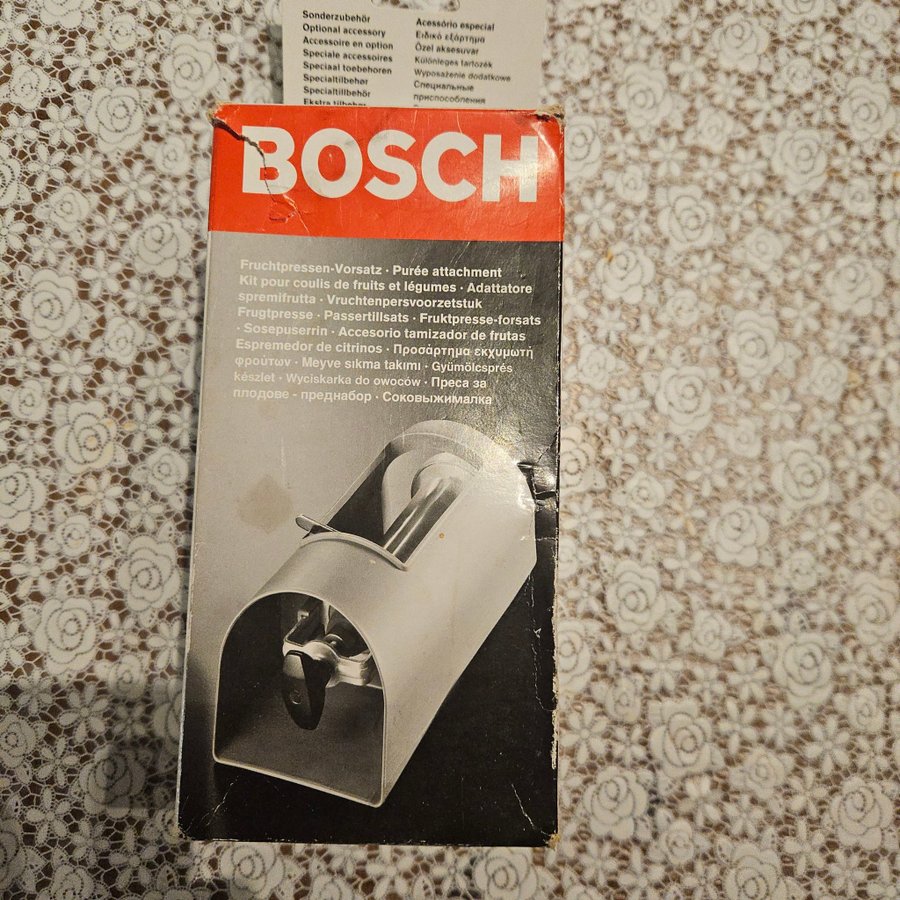 Sonderzubehör
Optional accessory
Accessoire en option
Speciale accessoires
Speciaal toebehoren
Specialtilbehør
Specialtillbehör
Ekstra tilbehør
Acessório especial
Ειδικό εξάρτημα
Özel aksesuvar
Különleges tartozék
Wyposażenie dodatkowe
Специальные
приспособления
BOSCH
Fruchtpressen-Vorsatz · Purée attachment
Kit pour coulis de fruits et légumes · Adattatore
spremifrutta · Vruchtenpersvoorzetstuk
Frugtpresse · Passertillsats · Fruktpresse-forsats
· Sosepuserrin · Accesorio tamizador de frutas
Espremedor de citrinos · Προσάρτημα εκχυμωτή
φρούτων · Meyve sıkma takımı · Gyümölcsprés
készlet · Wyciskarka do owoców · Преса за
плодове - преднабор · Соковыжималка